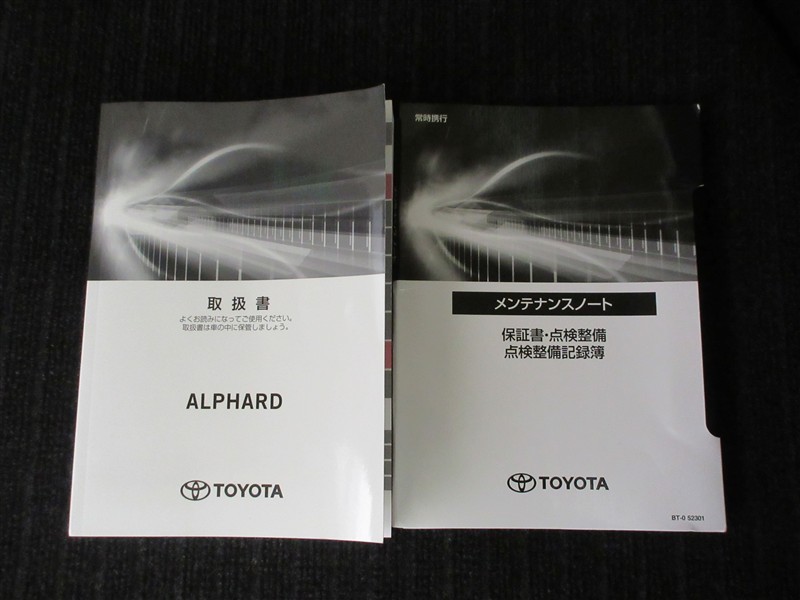 取扱書
よくお読みになってご使用ください。
取扱書は車の中に保管しましょう。
ALPHARD
TOYOTA
常時携行
メンテナンスノート
保証書・点検整備
点検整備記録簿
TOYOTA
BT-0 52301